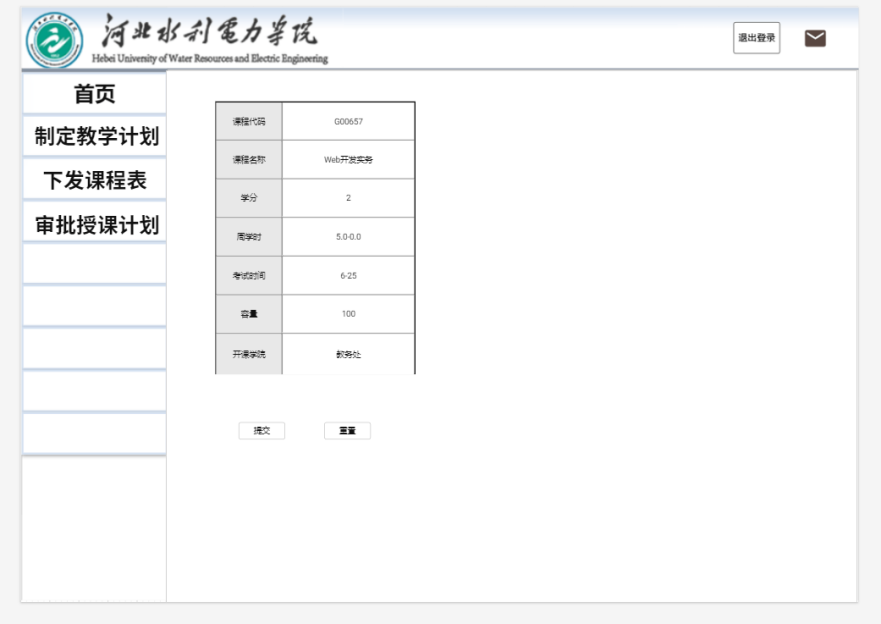 河北水利電力学院
Hebei University of Water Resources and Electric Engineering
退出登录
首页
制定教学计划
下发课程表
审批授课计划
课程代码 G00657
课程名称 Web开发实务
学分 2
周学时 5.0-0.0
考试时间 6-25
容量 100
开课学院 教务处
提交 重置